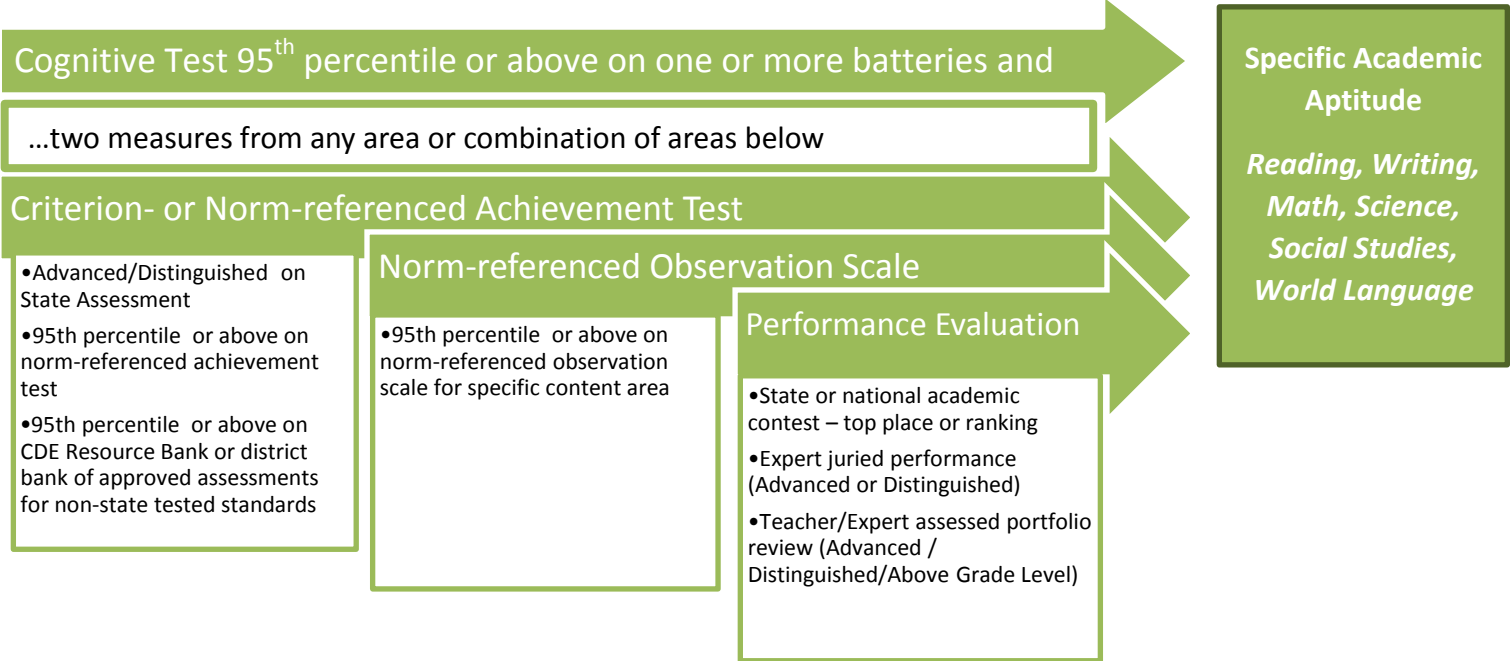 Cognitive Test 95th percentile or above on one or more batteries and
…two measures from any area or combination of areas below
Criterion- or Norm-referenced Achievement Test
•Advanced/Distinguished on
State Assessment
•95th percentile or above on
norm-referenced achievement
test
•95th percentile or above on
CDE Resource Bank or district
bank of approved assessments
for non-state tested standards
Norm-referenced Observation Scale
•95th percentile or above on
norm-referenced observation
scale for specific content area
Performance Evaluation
•State or national academic
contest – top place or ranking
•Expert juried performance
(Advanced or Distinguished)
•Teacher/Expert assessed portfolio
review (Advanced /
Distinguished/Above Grade Level)
Specific Academic
Aptitude
Reading, Writing,
Math, Science,
Social Studies,
World Language